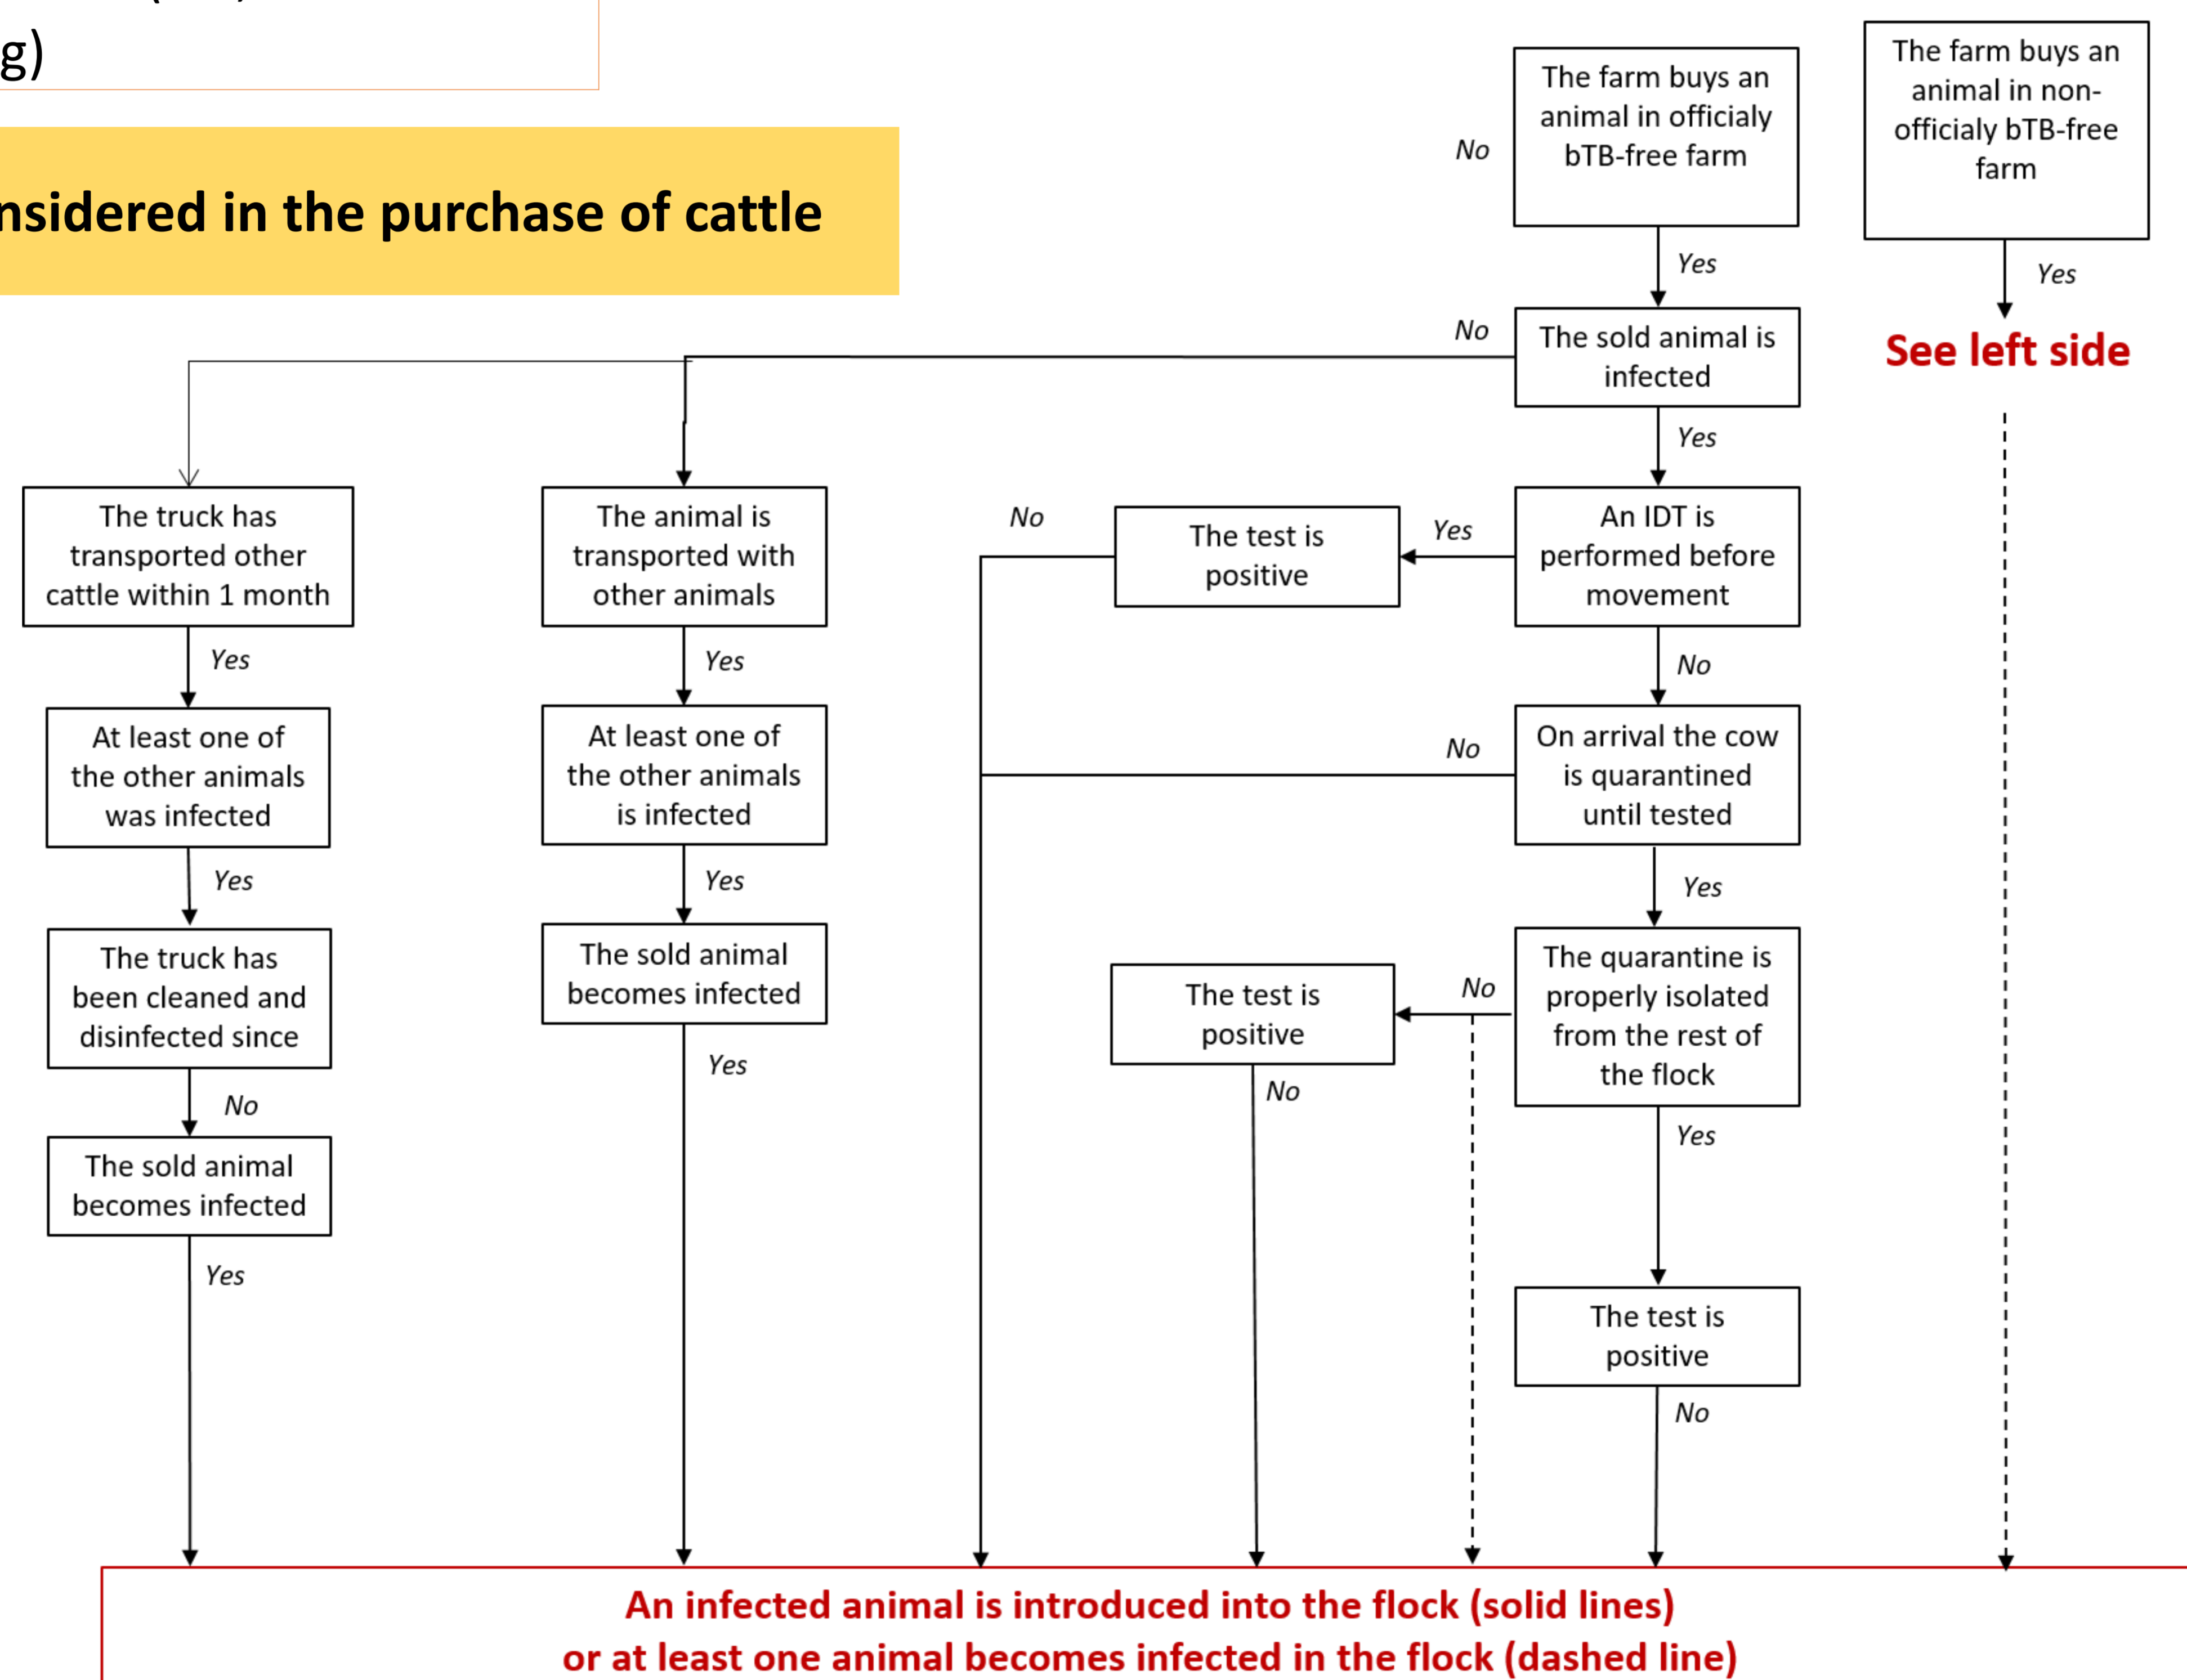 g)
nsidered in the purchase of cattle
The farm buys an
animal in officialy
bTB-free farm
No
Yes
The farm buys an
animal in non-
officialy bTB-free
farm
Yes
See left side
The sold animal is
infected
No
Yes
The truck has
transported other
cattle within 1 month
Yes
At least one of
the other animals
was infected
Yes
The truck has
been cleaned and
disinfected since
No
The sold animal
becomes infected
Yes
The animal is
transported with
other animals
Yes
At least one of
the other animals
is infected
Yes
The sold animal
becomes infected
Yes
An IDT is
performed before
movement
Yes
The test is
positive
No
No
On arrival the cow
is quarantined
until tested
No
Yes
The quarantine is
properly isolated
from the rest of
the flock
No
The test is
positive
No
Yes
The test is
positive
No
An infected animal is introduced into the flock (solid lines)
or at least one animal becomes infected in the flock (dashed line)